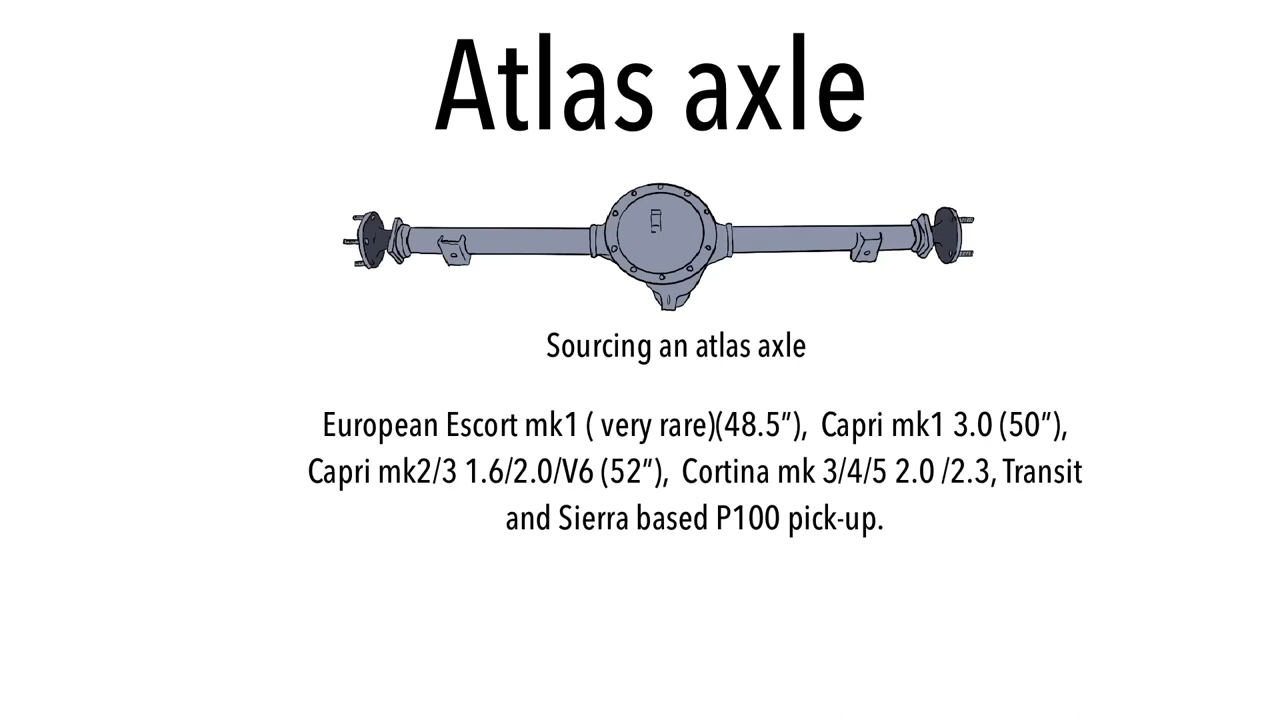 Atlas axle
Sourcing an atlas axle
European Escort mk1 ( very rare)(48.5”),  Capri mk1 3.0 (50”),
Capri mk2/3 1.6/2.0/V6 (52”),  Cortina mk 3/4/5 2.0 /2.3, Transit
and Sierra based P100 pick-up.